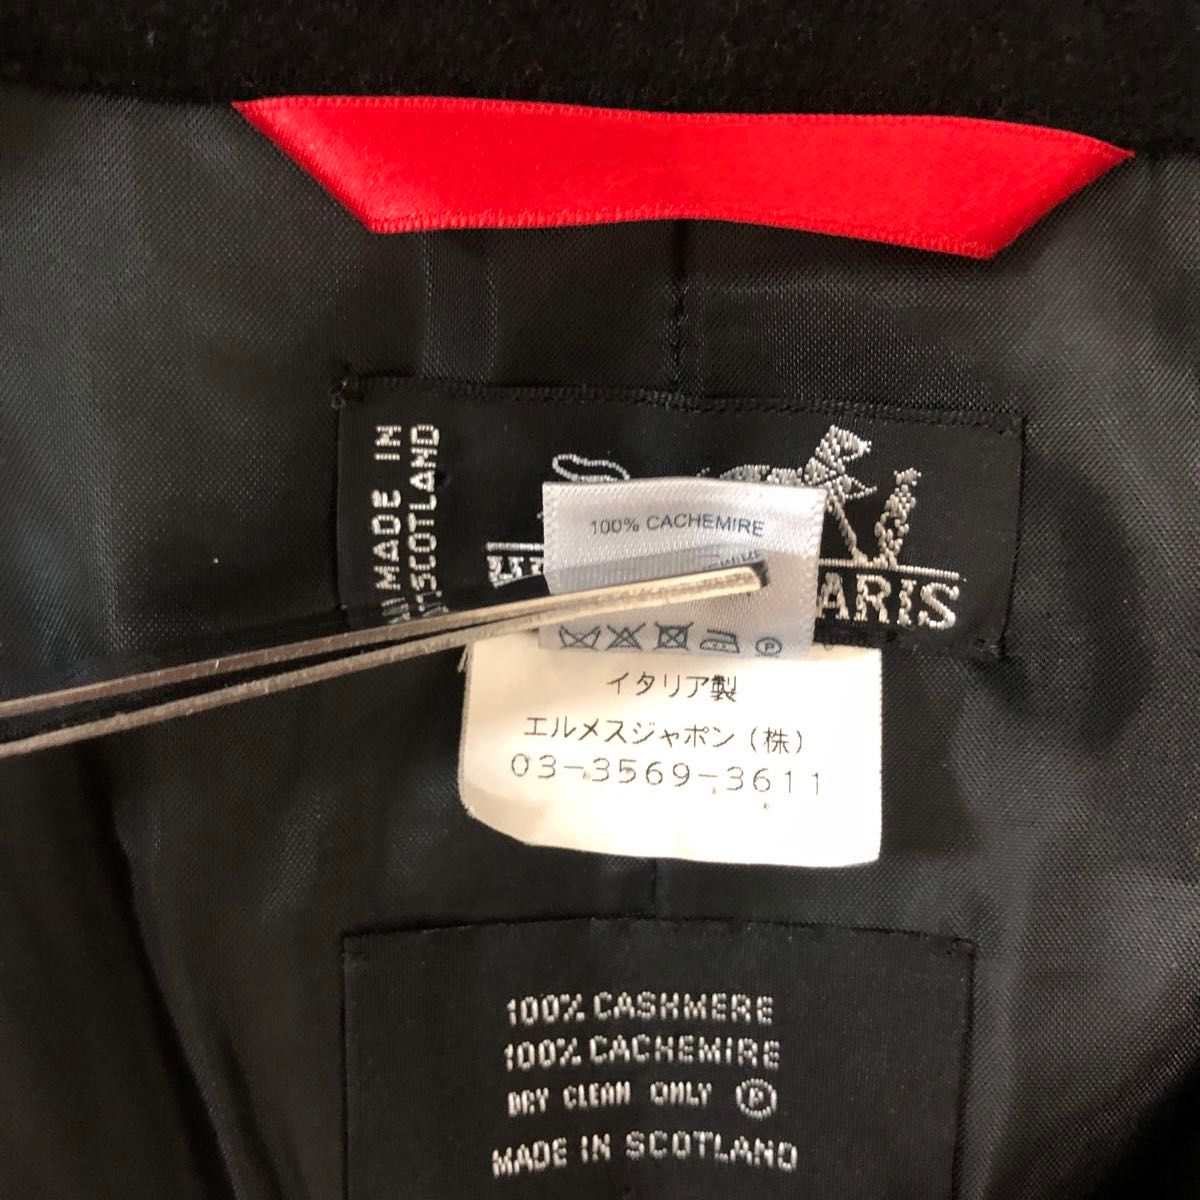 MADE IN
SCOTLAND
100% CACHEMIRE
ARIS
P
イタリア製
エルメスジャポン(株)
03-3569-3611
100% CASHMERE
100% CACHEMIRE
DRY CLEAN ONLY P
MADE IN SCOTLAND